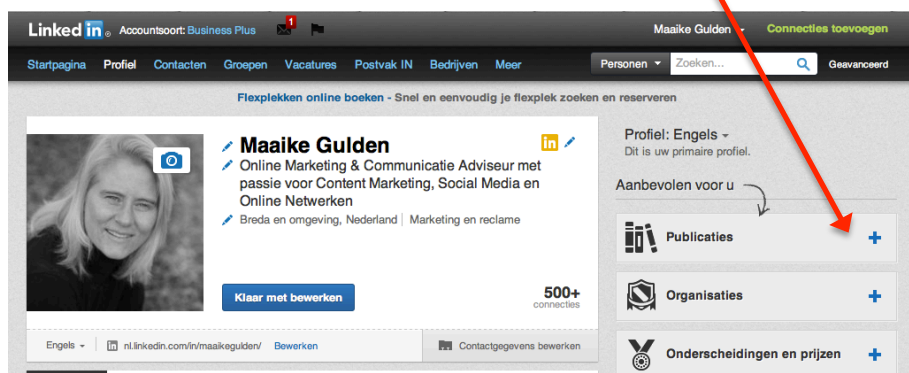 Linked in® Accountsoort: Business Plus 1
Maaike Gulden Connecties toevoegen
Startpagina Profiel Contacten Groepen Vacatures Postvak IN Bedrijven Meer
Personen Zoeken... Geavanceerd
Flexplekken online boeken - Snel en eenvoudig je flexplek zoeken en reserveren
Maaike Gulden
in
Online Marketing & Communicatie Adviseur met
passie voor Content Marketing, Social Media en
Online Netwerken
Breda en omgeving, Nederland | Marketing en reclame
Klaar met bewerken
500+
connecties
Engels in nl.linkedin.com/in/maaikegulden/ Bewerken
Contactgegevens bewerken
Profiel: Engels
Dit is uw primaire profiel.
Aanbevolen voor u
Publicaties +
Organisaties +
Onderscheidingen en prijzen +